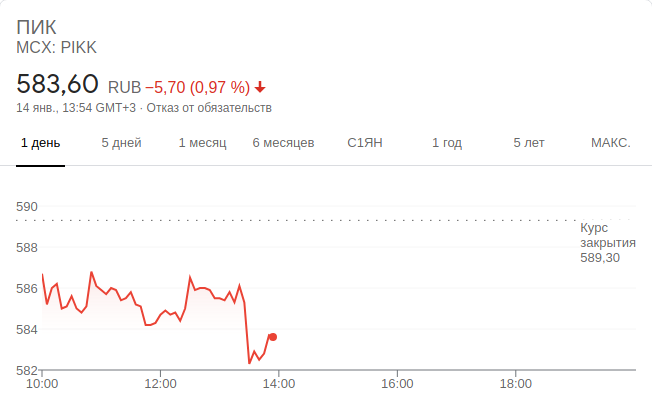 ПИК
MCX: PIKK
583,60 RUB −5,70 (0,97 %)
14 янв., 13:54 GMT+3 · Отказ от обязательств
1 день 5 дней 1 месяц 6 месяцев С1ЯН 1 год 5 лет МАКС.
590
Курс
закрытия
589,30
588
586
584
582
10:00 12:00 14:00 16:00 18:00